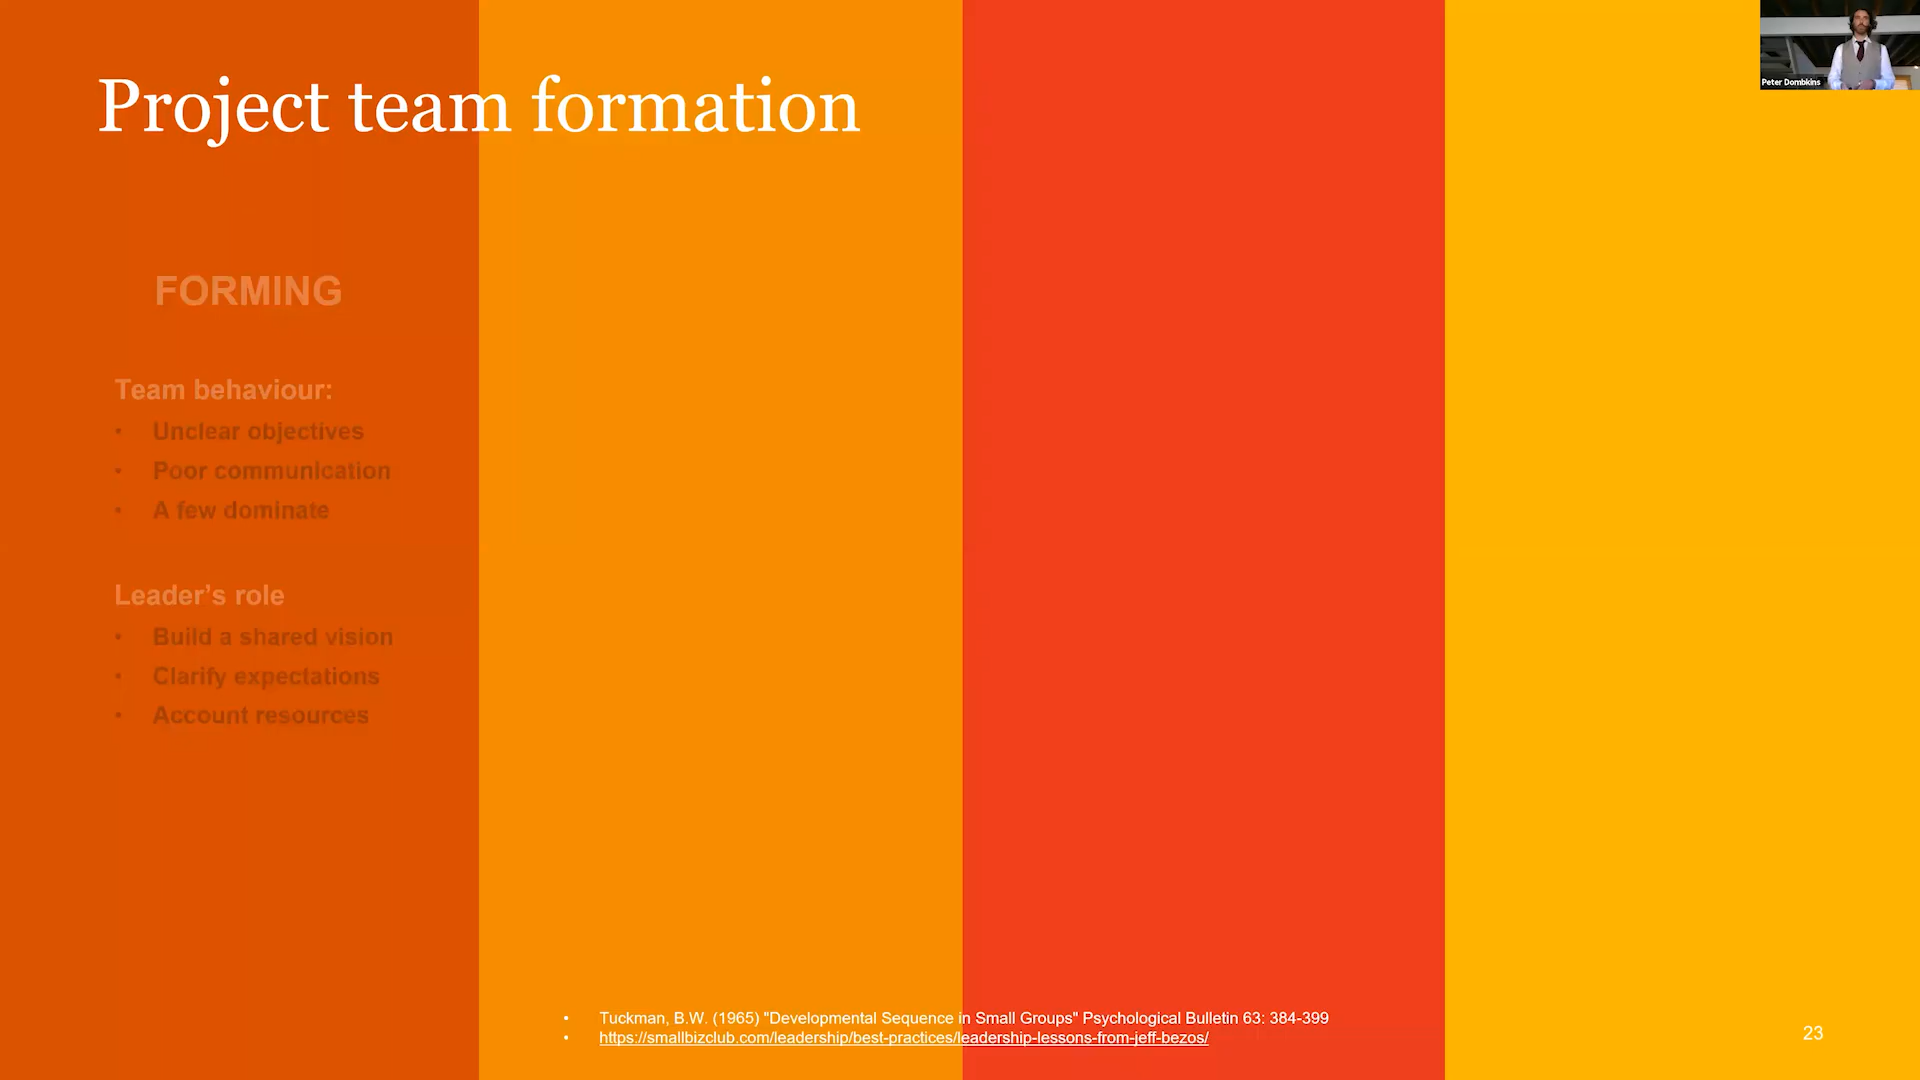 Project team formation
Peter Dombkins
FORMING
Team behaviour:
• Unclear objectives
• Poor communication
• A few dominate
Leader’s role
• Build a shared vision
• Clarify expectations
• Account resources
• Tuckman, B.W. (1965) "Developmental Sequence in Small Groups" Psychological Bulletin 63: 384-399
• https://smallbizclub.com/leadership/best-practices/leadership-lessons-from-jeff-bezos/
23